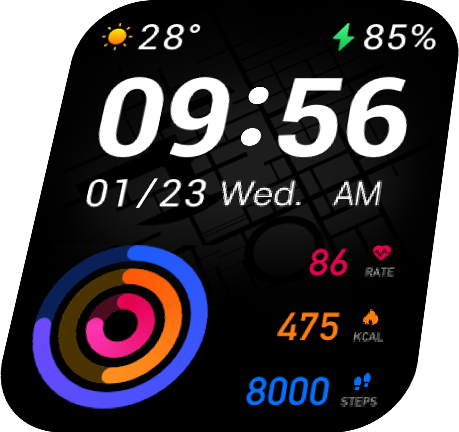 28° 85%
09:56
01/23 Wed. AM
86 RATE
475 KCAL
8000 STEPS